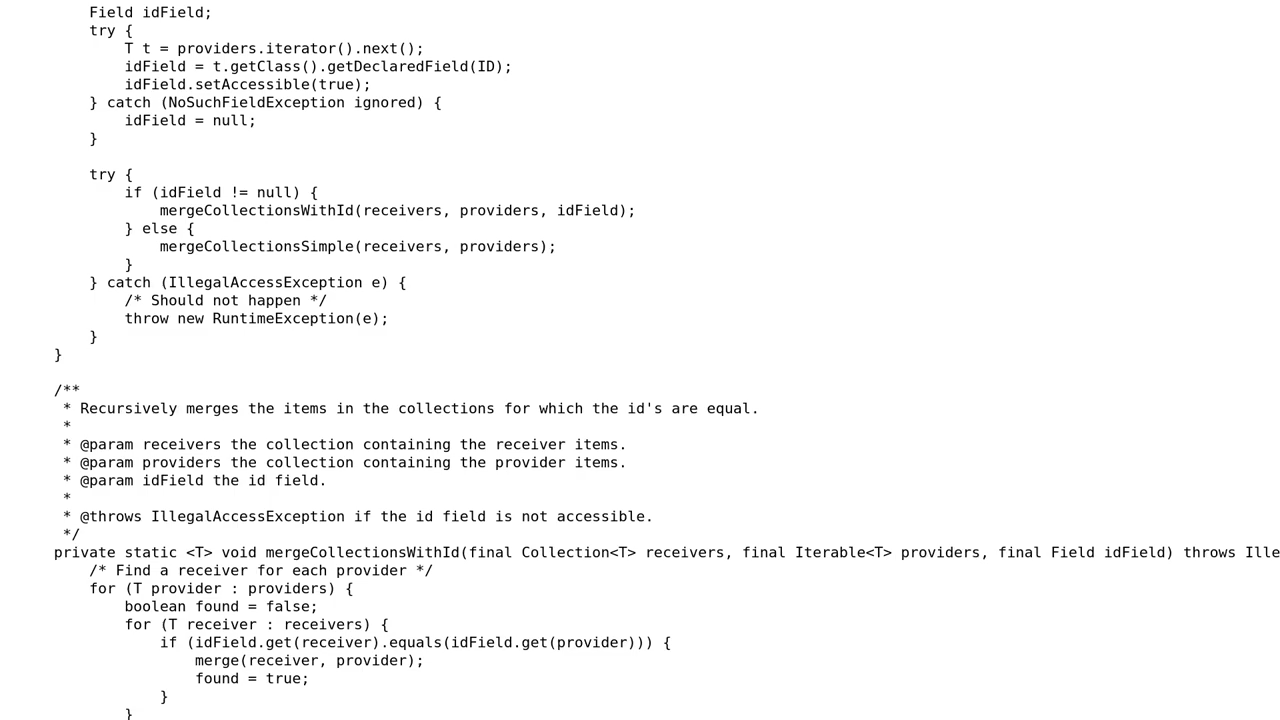 Field idField;
try {
T t = providers.iterator().next();
idField = t.getClass().getDeclaredField(ID);
idField.setAccessible(true);
} catch (NoSuchFieldException ignored) {
idField = null;
}
try {
if (idField != null) {
mergeCollectionsWithId(receivers, providers, idField);
} else {
mergeCollectionsSimple(receivers, providers);
}
} catch (IllegalAccessException e) {
/* Should not happen */
throw new RuntimeException(e);
}
}
/**
* Recursively merges the items in the collections for which the id's are equal.
*
* @param receivers the collection containing the receiver items.
* @param providers the collection containing the provider items.
* @param idField the id field.
*
* @throws IllegalAccessException if the id field is not accessible.
*/
private static <T> void mergeCollectionsWithId(final Collection<T> receivers, final Iterable<T> providers, final Field idField) throws Ille
/* Find a receiver for each provider */
for (T provider : providers) {
boolean found = false;
for (T receiver : receivers) {
if (idField.get(receiver).equals(idField.get(provider))) {
merge(receiver, provider);
found = true;
}
}